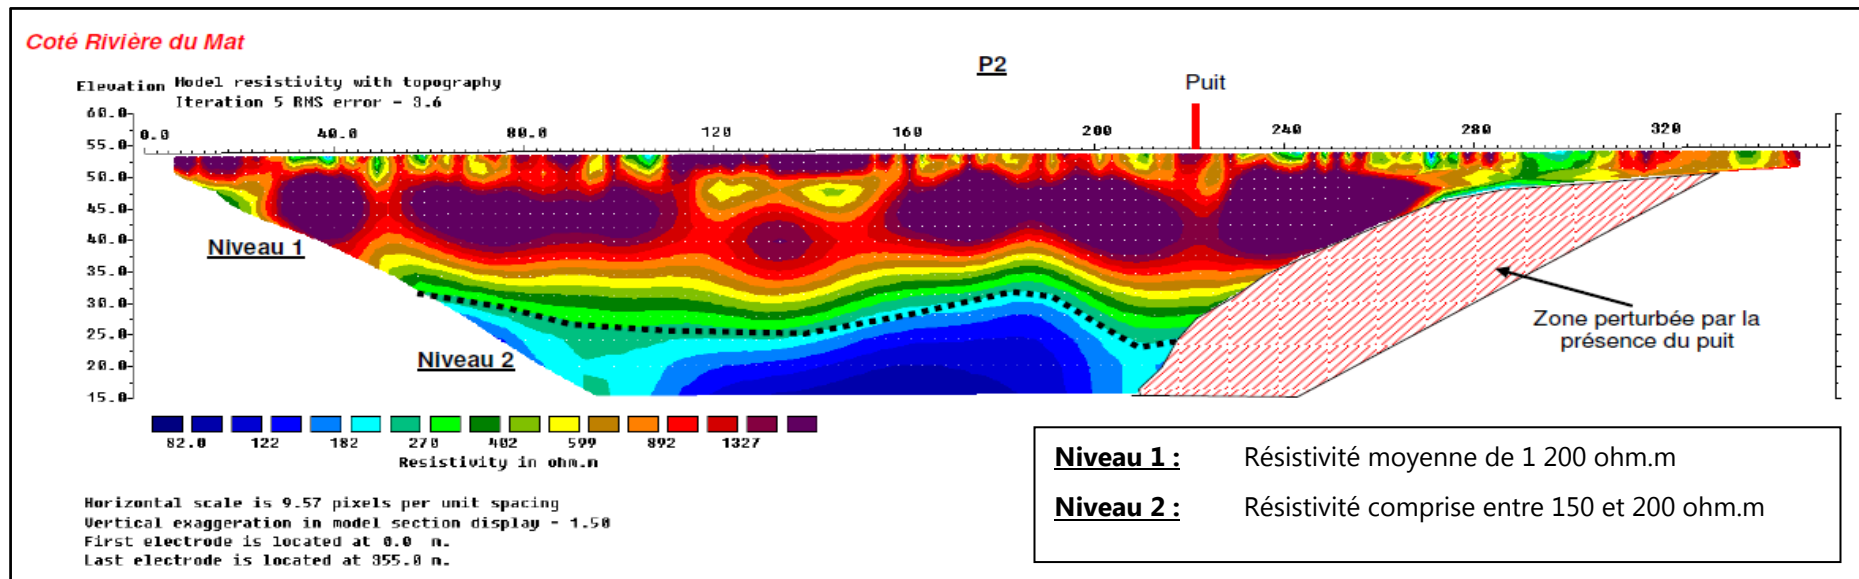 Coté Rivière du Mat
P2
Puit
Elevation
Model resistivity with topography
Iteration 5 RMS error - 3.6
60.0
55.0
50.0
45.0
40.0
35.0
30.0
25.0
20.0
15.0
0.0 40.0 80.0 120 160 200 240 280 320
Niveau 1
Niveau 2
Zone perturbée par la
présence du puit
82.0 122 182 270 402 599 892 1327
Resistivity in ohm.m
Niveau 1 : Résistivité moyenne de 1 200 ohm.m
Niveau 2 : Résistivité comprise entre 150 et 200 ohm.m
Horizontal scale is 9.57 pixels per unit spacing
Vertical exaggeration in model section display - 1.50
First electrode is located at 0.0 m.
Last electrode is located at 355.0 m.